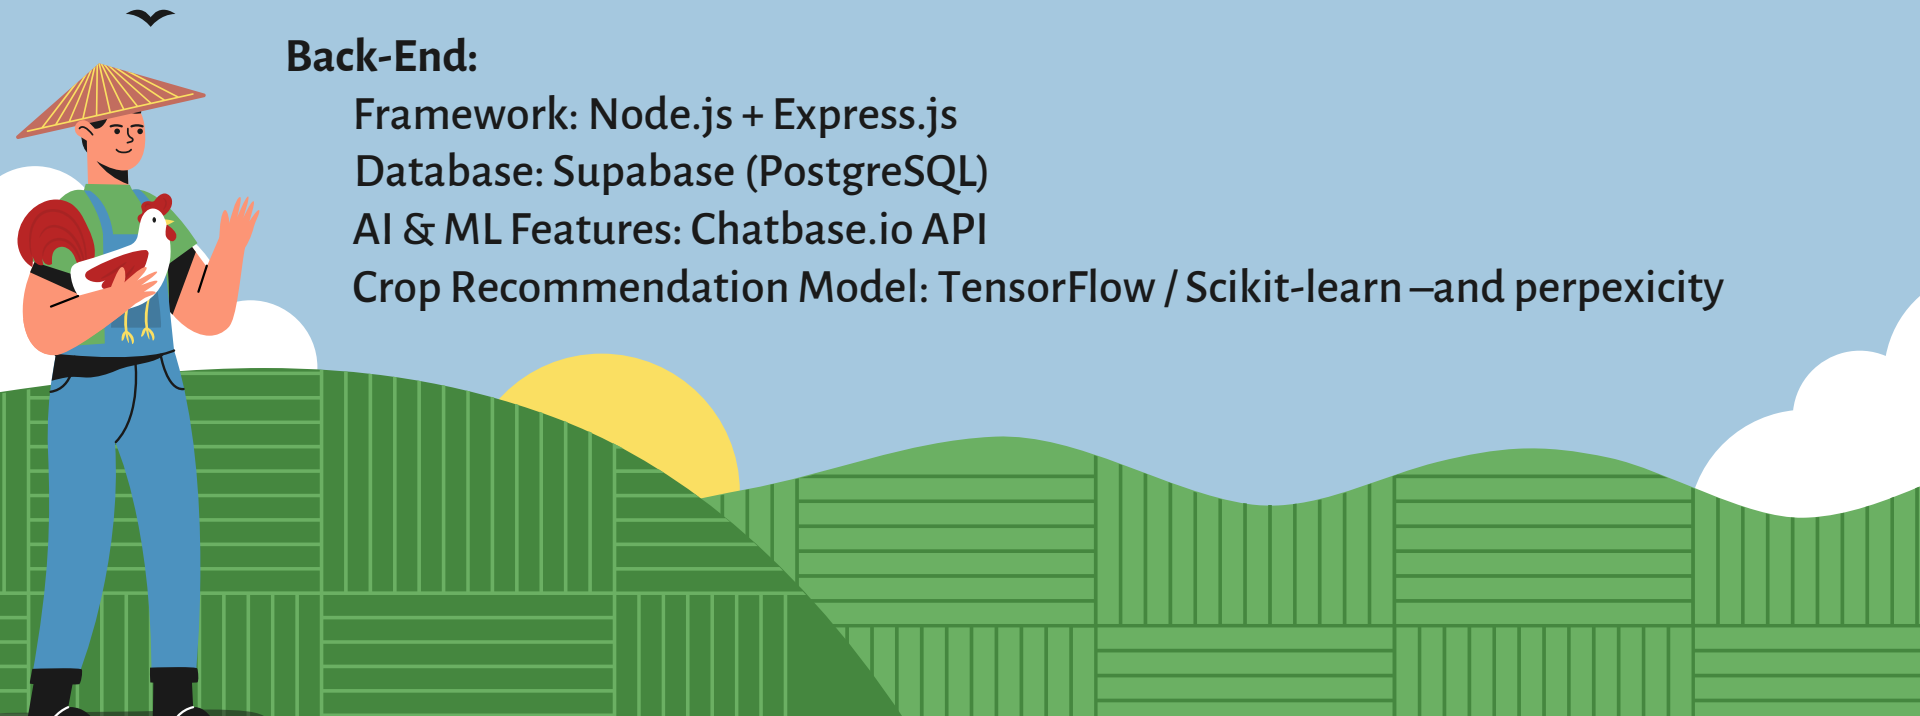 Back-End:
Framework: Node.js + Express.js
Database: Supabase (PostgreSQL)
AI & ML Features: Chatbase.io API
Crop Recommendation Model: TensorFlow / Scikit-learn –and perpexicity